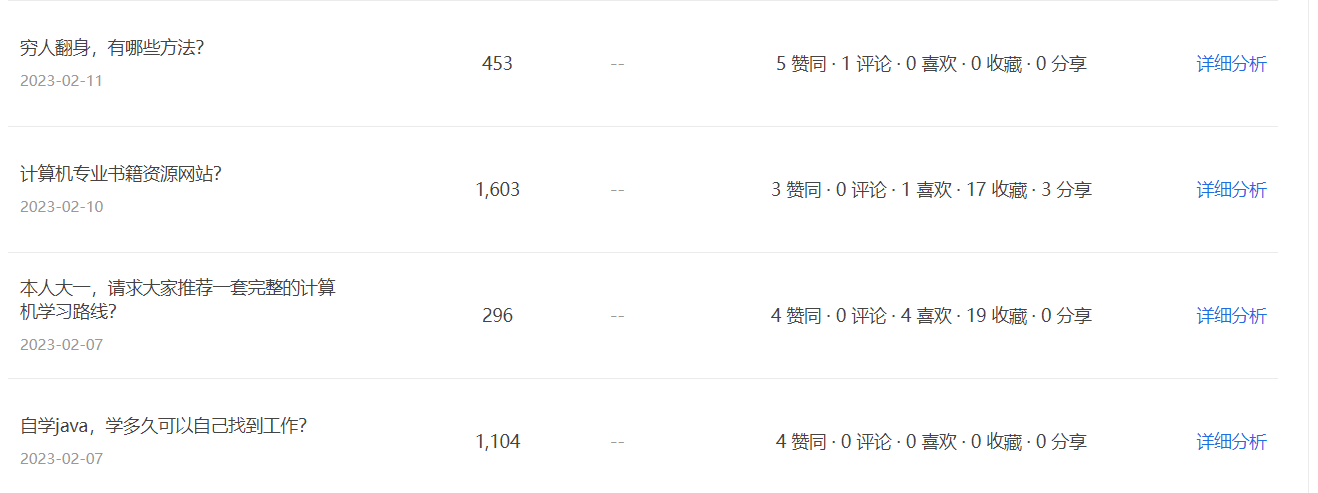 穷人翻身，有哪些方法？
2023-02-11
453
--
5 赞同 · 1 评论 · 0 喜欢 · 0 收藏 · 0 分享
详细分析
计算机专业书籍资源网站？
2023-02-10
1,603
--
3 赞同 · 0 评论 · 1 喜欢 · 17 收藏 · 3 分享
详细分析
本人大一，请求大家推荐一套完整的计算
机学习路线？
2023-02-07
296
--
4 赞同 · 0 评论 · 4 喜欢 · 19 收藏 · 0 分享
详细分析
自学java，学多久可以自己找到工作？
2023-02-07
1,104
--
4 赞同 · 0 评论 · 0 喜欢 · 0 收藏 · 0 分享
详细分析